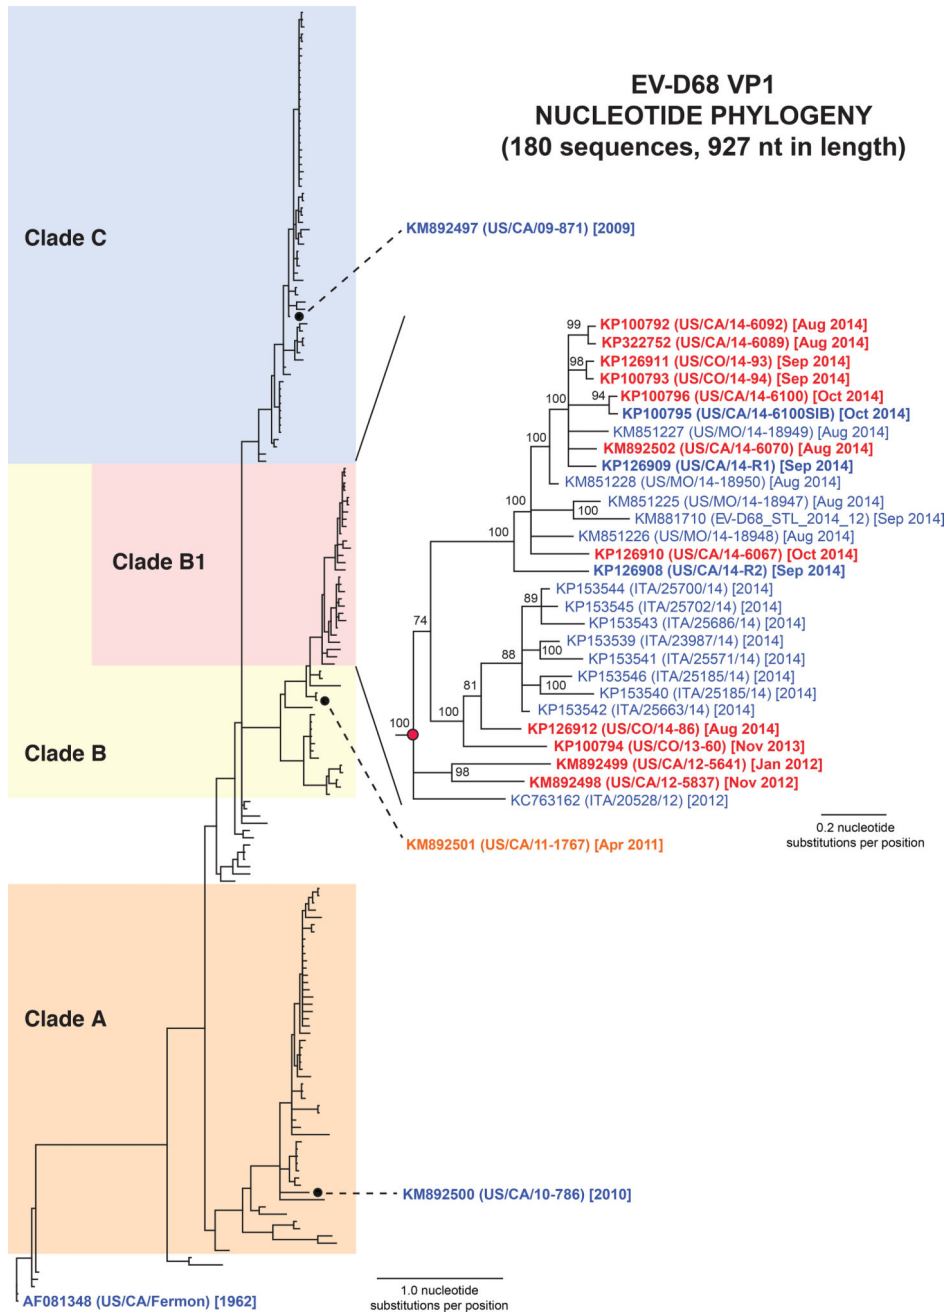 EV-D68 VP1
NUCLEOTIDE PHYLOGENY
(180 sequences, 927 nt in length)
Clade C
KM892497 (US/CA/09-871) [2009]
99
KP100792 (US/CA/14-6092) [Aug 2014]
KP322752 (US/CA/14-6089) [Aug 2014]
98
KP126911 (US/CO/14-93) [Sep 2014]
KP100793 (US/CO/14-94) [Sep 2014]
100
94
KP100796 (US/CA/14-6100) [Oct 2014]
KP100795 (US/CA/14-6100SIB) [Oct 2014]
KM851227 (US/MO/14-18949) [Aug 2014]
100
KM892502 (US/CA/14-6070) [Aug 2014]
KP126909 (US/CA/14-R1) [Sep 2014]
KM851228 (US/MO/14-18950) [Aug 2014]
100
KM851225 (US/MO/14-18947) [Aug 2014]
100
KM881710 (EV-D68_STL_2014_12) [Sep 2014]
100
KM851226 (US/MO/14-18948) [Aug 2014]
KP126910 (US/CA/14-6067) [Oct 2014]
KP126908 (US/CA/14-R2) [Sep 2014]
Clade B1
KP153544 (ITA/25700/14) [2014]
89
KP153545 (ITA/25702/14) [2014]
KP153543 (ITA/25686/14) [2014]
74
KP153539 (ITA/23987/14) [2014]
100
88
KP153541 (ITA/25571/14) [2014]
KP153546 (ITA/25185/14) [2014]
100
81
KP153540 (ITA/25185/14) [2014]
KP153542 (ITA/25663/14) [2014]
100
100
KP126912 (US/CO/14-86) [Aug 2014]
KP100794 (US/CO/13-60) [Nov 2013]
Clade B
KM892499 (US/CA/12-5641) [Jan 2012]
98
KM892498 (US/CA/12-5837) [Nov 2012]
KC763162 (ITA/20528/12) [2012]
0.2 nucleotide
substitutions per position
KM892501 (US/CA/11-1767) [Apr 2011]
Clade A
KM892500 (US/CA/10-786) [2010]
1.0 nucleotide
substitutions per position
AF081348 (US/CA/Fermon) [1962]